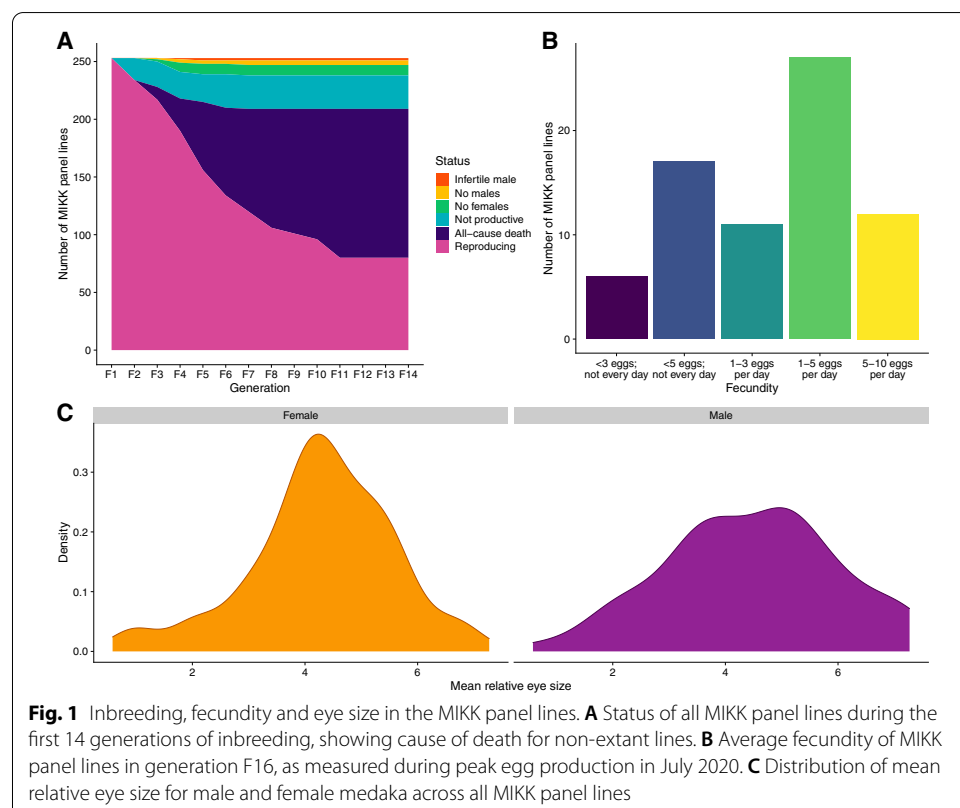 A
B
250
200
150
100
50
0
Number of MIKK panel lines
F1 F2 F3 F4 F5 F6 F7 F8 F9 F10 F11 F12 F13 F14
Generation
Status
Infertile male
No males
No females
Not productive
All−cause death
Reproducing
20
10
0
Number of MIKK panel lines
<3 eggs; not every day
<5 eggs; not every day
1−3 eggs per day
1−5 eggs per day
5−10 eggs per day
Fecundity
C
Female
Male
0.3
0.2
0.1
0.0
Density
2 4 6
2 4 6
Mean relative eye size
Fig. 1 Inbreeding, fecundity and eye size in the MIKK panel lines. A Status of all MIKK panel lines during the
first 14 generations of inbreeding, showing cause of death for non-extant lines. B Average fecundity of MIKK
panel lines in generation F16, as measured during peak egg production in July 2020. C Distribution of mean
relative eye size for male and female medaka across all MIKK panel lines